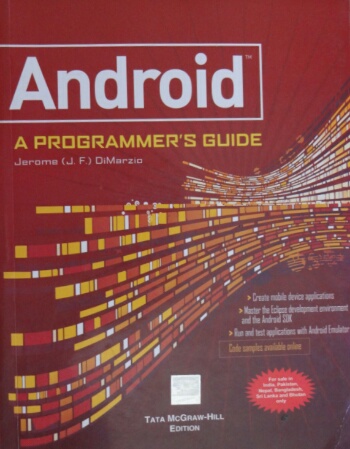 Android™
A PROGRAMMER'S GUIDE
Jerome (J. F.) DiMarzio
> Create mobile device applications
> Master the Eclipse development environment
and the Android SDK
> Run and test applications with Android Emulator
Code samples available online
For sale in
India, Pakistan,
Nepal, Bangladesh,
Sri Lanka and Bhutan
only
TATA MCGRAW-HILL
EDITION